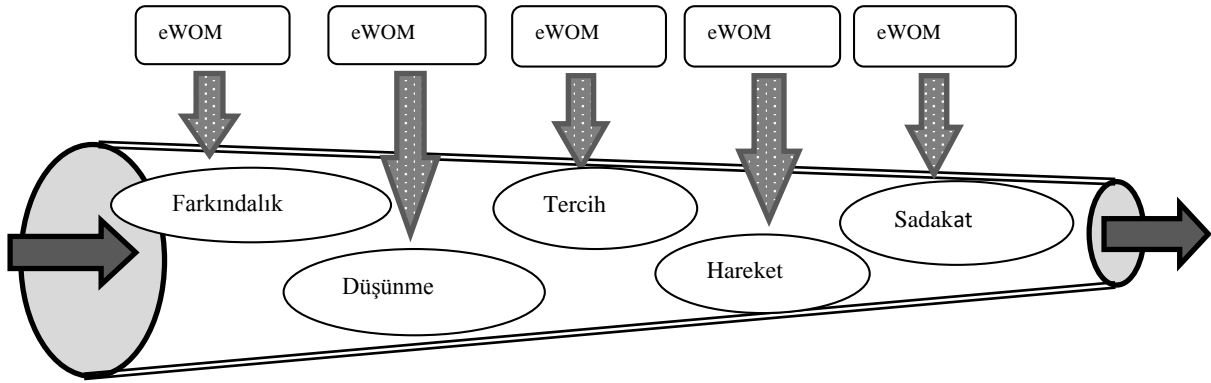 eWOM
eWOM
eWOM
eWOM
eWOM
Farkındalık
Düşünme
Tercih
Hareket
Sadakat